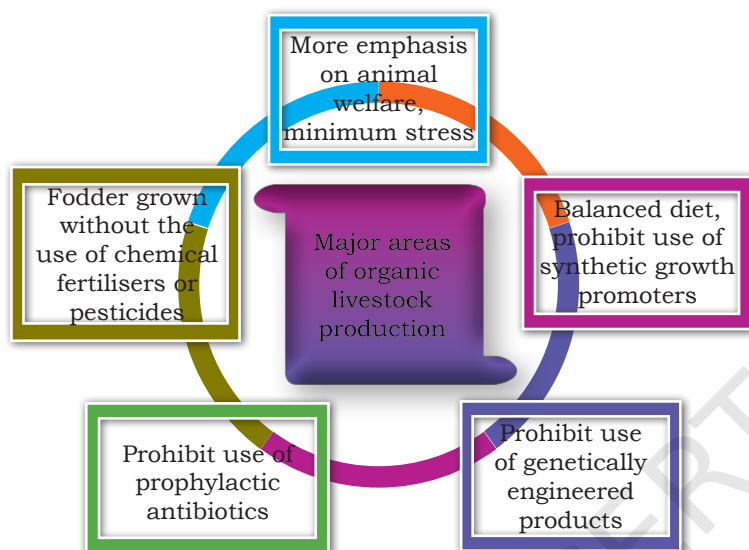 More emphasis
on animal
welfare,
minimum stress
Balanced diet,
prohibit use of
synthetic growth
promoters
Prohibit use
of genetically
engineered
products
Prohibit use of
prophylactic
antibiotics
Fodder grown
without the
use of chemical
fertilisers or
pesticides
Major areas
of organic
livestock
production